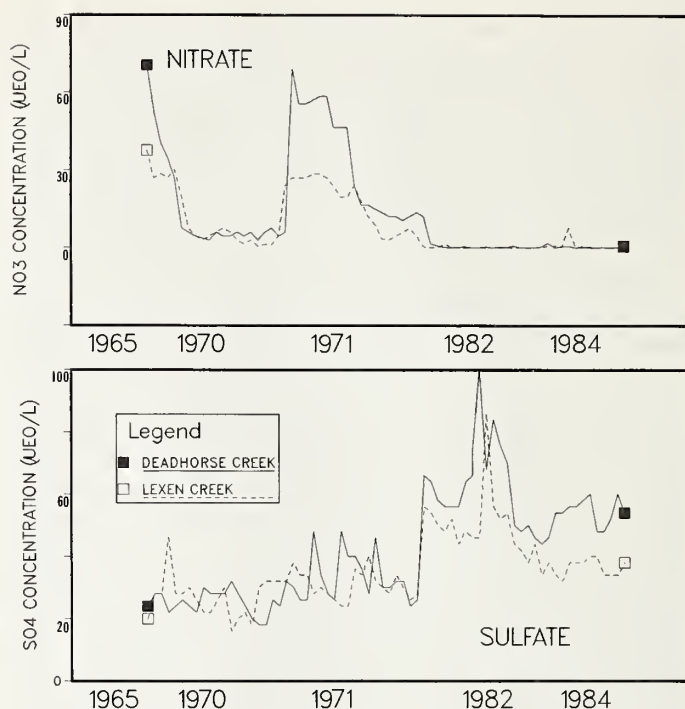 90
60
30
0
NO3 CONCENTRATION (µEQ/L)
NITRATE
1965 1970 1971 1982 1984
100
60
20
0
SO4 CONCENTRATION (µEQ/L)
Legend
DEADHORSE CREEK
LEXEN CREEK
SULFATE
1965 1970 1971 1982 1984